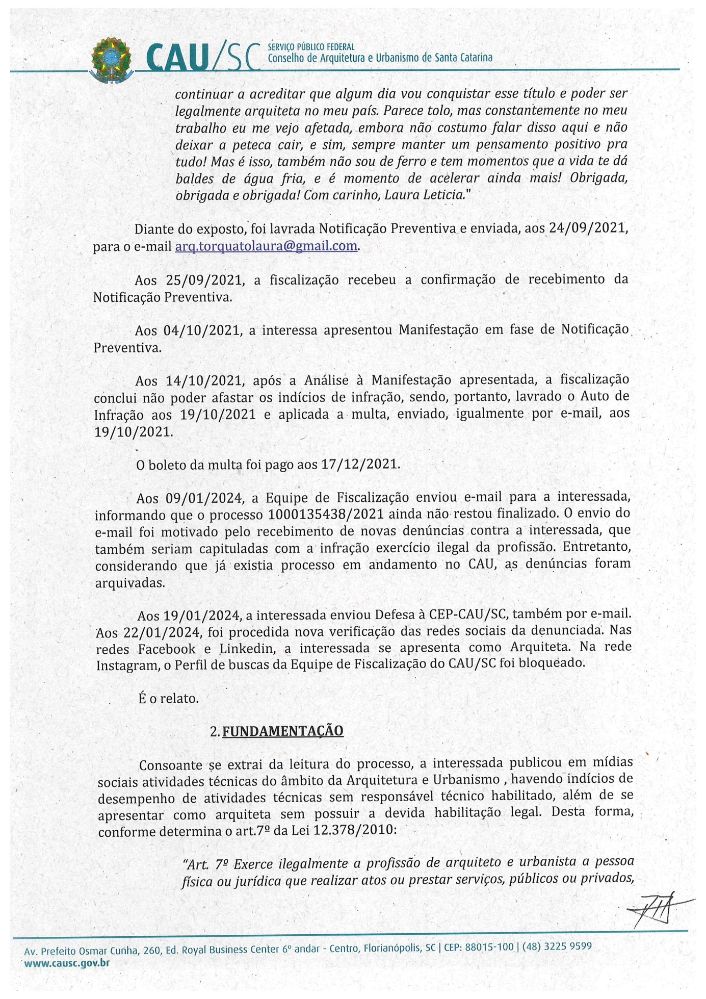 CAU/SC
SERVIÇO PÚBLICO FEDERAL
Conselho de Arquitetura e Urbanismo de Santa Catarina
continuar a acreditar que algum dia vou conquistar esse título e poder ser
legalmente arquiteta no meu país. Parece tolo, mas constantemente no meu
trabalho eu me vejo afetada, embora não costumo falar disso aqui e não
deixar a peteca cair, e sim, sempre manter um pensamento positivo pra
tudo! Mas é isso, também não sou de ferro e tem momentos que a vida te dá
baldes de água fria, e é momento de acelerar ainda mais! Obrigada,
obrigada e obrigada! Com carinho, Laura Leticia."
Diante do exposto, foi lavrada Notificação Preventiva e enviada, aos 24/09/2021,
para o e-mail arq.torquatolaura@gmail.com.
Aos 25/09/2021, a fiscalização recebeu a confirmação de recebimento da
Notificação Preventiva.
Aos 04/10/2021, a interessa apresentou Manifestação em fase de Notificação
Preventiva.
Aos 14/10/2021, após a Análise à Manifestação apresentada, a fiscalização
conclui não poder afastar os indícios de infração, sendo, portanto, lavrado o Auto de
Infração aos 19/10/2021 e aplicada a multa, enviado, igualmente por e-mail, aos
19/10/2021.
O boleto da multa foi pago aos 17/12/2021.
Aos 09/01/2024, a Equipe de Fiscalização enviou e-mail para a interessada,
informando que o processo 1000135438/2021 ainda não restou finalizado. O envio do
e-mail foi motivado pelo recebimento de novas denúncias contra a interessada, que
também seriam capituladas com a infração exercício ilegal da profissão. Entretanto,
considerando que já existia processo em andamento no CAU, as denúncias foram
arquivadas.
Aos 19/01/2024, a interessada enviou Defesa à CEP-CAU/SC, também por e-mail.
Aos 22/01/2024, foi procedida nova verificação das redes sociais da denunciada. Nas
redes Facebook e Linkedin, a interessada se apresenta como Arquiteta. Na rede
Instagram, o Perfil de buscas da Equipe de Fiscalização do CAU/SC foi bloqueado.
É o relato.
2. FUNDAMENTAÇÃO
Consoante se extrai da leitura do processo, a interessada publicou em mídias
sociais atividades técnicas do âmbito da Arquitetura e Urbanismo , havendo indícios de
desempenho de atividades técnicas sem responsável técnico habilitado, além de se
apresentar como arquiteta sem possuir a devida habilitação legal. Desta forma,
conforme determina o art.7º da Lei 12.378/2010:
“Art. 7º Exerce ilegalmente a profissão de arquiteto e urbanista a pessoa
física ou jurídica que realizar atos ou prestar serviços, públicos ou privados,
Av. Prefeito Osmar Cunha, 260, Ed. Royal Business Center 6º andar - Centro, Florianópolis, SC | CEP: 88015-100 | (48) 3225 9599
www.causc.gov.br